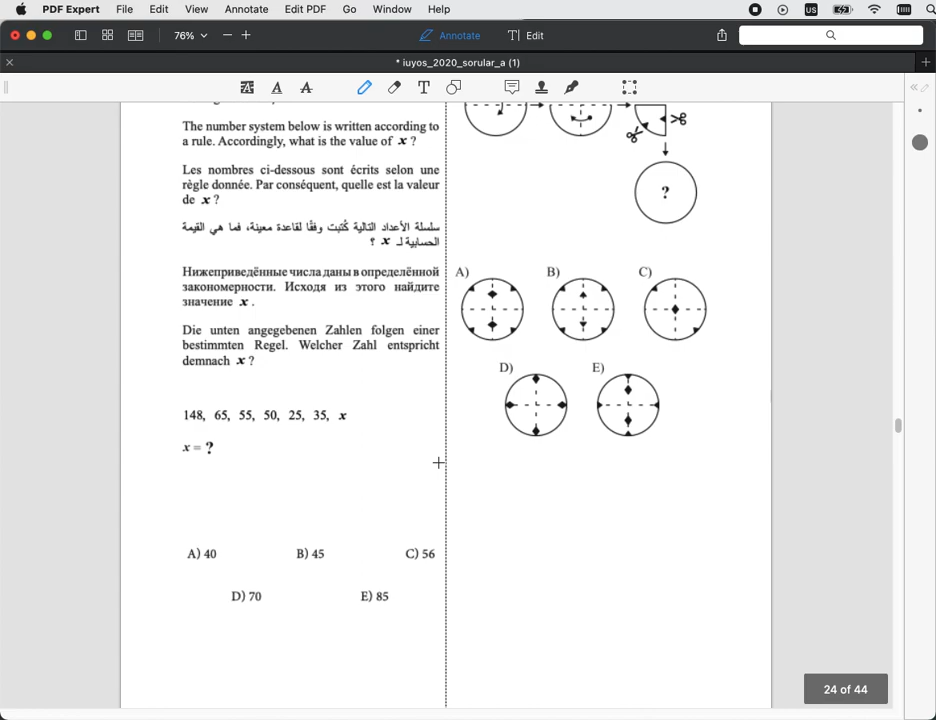 PDF Expert File Edit View Annotate Edit PDF Go Window Help US
76% Annotate Edit
* iuyos_2020_sorular_a (1)
The number system below is written according to
a rule. Accordingly, what is the value of x ?
Les nombres ci-dessous sont écrits selon une
règle donnée. Par conséquent, quelle est la valeur
de x ?
سلسلة الأعداد التالية كُتبت وفقًا لقاعدة معينة، فما هي القيمة
الحسابية لـ x ؟
Нижеприведённые числа даны в определённой
закономерности. Исходя из этого найдите
значение x .
Die unten angegebenen Zahlen folgen einer
bestimmten Regel. Welcher Zahl entspricht
demnach x ?
148, 65, 55, 50, 25, 35, x
x = ?
A) 40 B) 45 C) 56
D) 70 E) 85
?
A) B) C)
D) E)
24 of 44